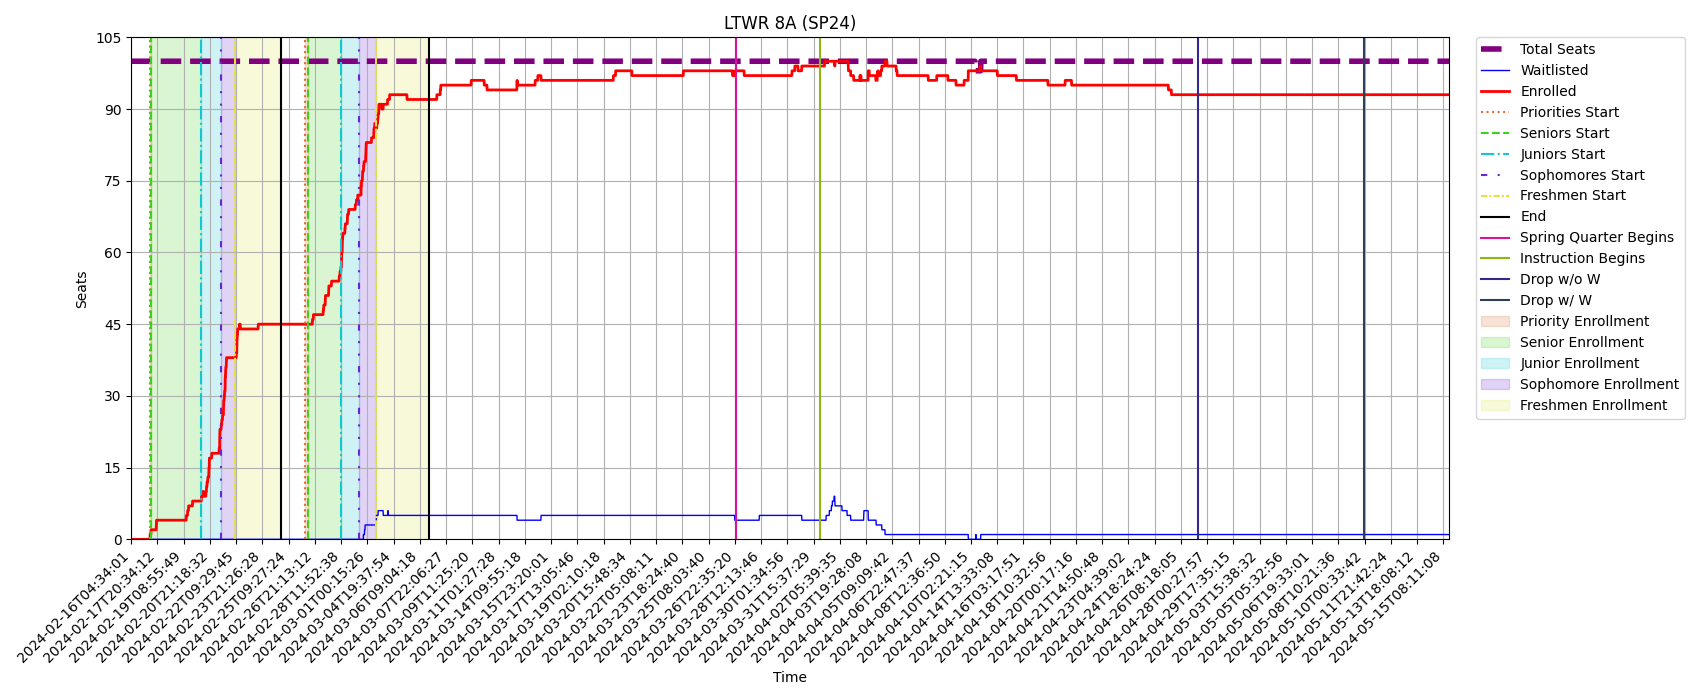 LTWR 8A (SP24)
105
90
75
60
45
30
15
0
Seats
2024-02-16T04:34:01
2024-02-17T20:34:12
2024-02-19T08:55:49
2024-02-20T21:18:32
2024-02-22T09:29:45
2024-02-23T21:26:28
2024-02-25T09:27:24
2024-02-26T21:13:12
2024-02-28T11:52:38
2024-03-01T00:15:26
2024-03-04T19:37:54
2024-03-06T09:04:18
2024-03-07T22:06:27
2024-03-09T11:25:20
2024-03-11T01:27:28
2024-03-14T09:55:18
2024-03-15T23:20:01
2024-03-17T13:05:46
2024-03-19T02:10:18
2024-03-20T15:48:34
2024-03-22T05:08:11
2024-03-23T18:24:40
2024-03-25T08:03:40
2024-03-26T22:35:20
2024-03-28T12:13:46
2024-03-30T01:34:56
2024-03-31T15:37:29
2024-04-02T05:39:35
2024-04-03T19:28:08
2024-04-05T09:09:42
2024-04-06T22:47:37
2024-04-08T12:36:50
2024-04-10T02:21:15
2024-04-14T13:33:08
2024-04-16T03:17:51
2024-04-18T10:32:56
2024-04-20T00:17:16
2024-04-21T14:50:48
2024-04-23T04:39:02
2024-04-24T18:24:24
2024-04-26T08:18:05
2024-04-28T00:27:57
2024-04-29T17:35:15
2024-05-03T15:38:32
2024-05-05T05:32:56
2024-05-06T19:33:01
2024-05-08T10:21:36
2024-05-10T00:33:42
2024-05-11T21:42:24
2024-05-13T18:08:12
2024-05-15T08:11:08
Time
Total Seats
Waitlisted
Enrolled
Priorities Start
Seniors Start
Juniors Start
Sophomores Start
Freshmen Start
End
Spring Quarter Begins
Instruction Begins
Drop w/o W
Drop w/ W
Priority Enrollment
Senior Enrollment
Junior Enrollment
Sophomore Enrollment
Freshmen Enrollment